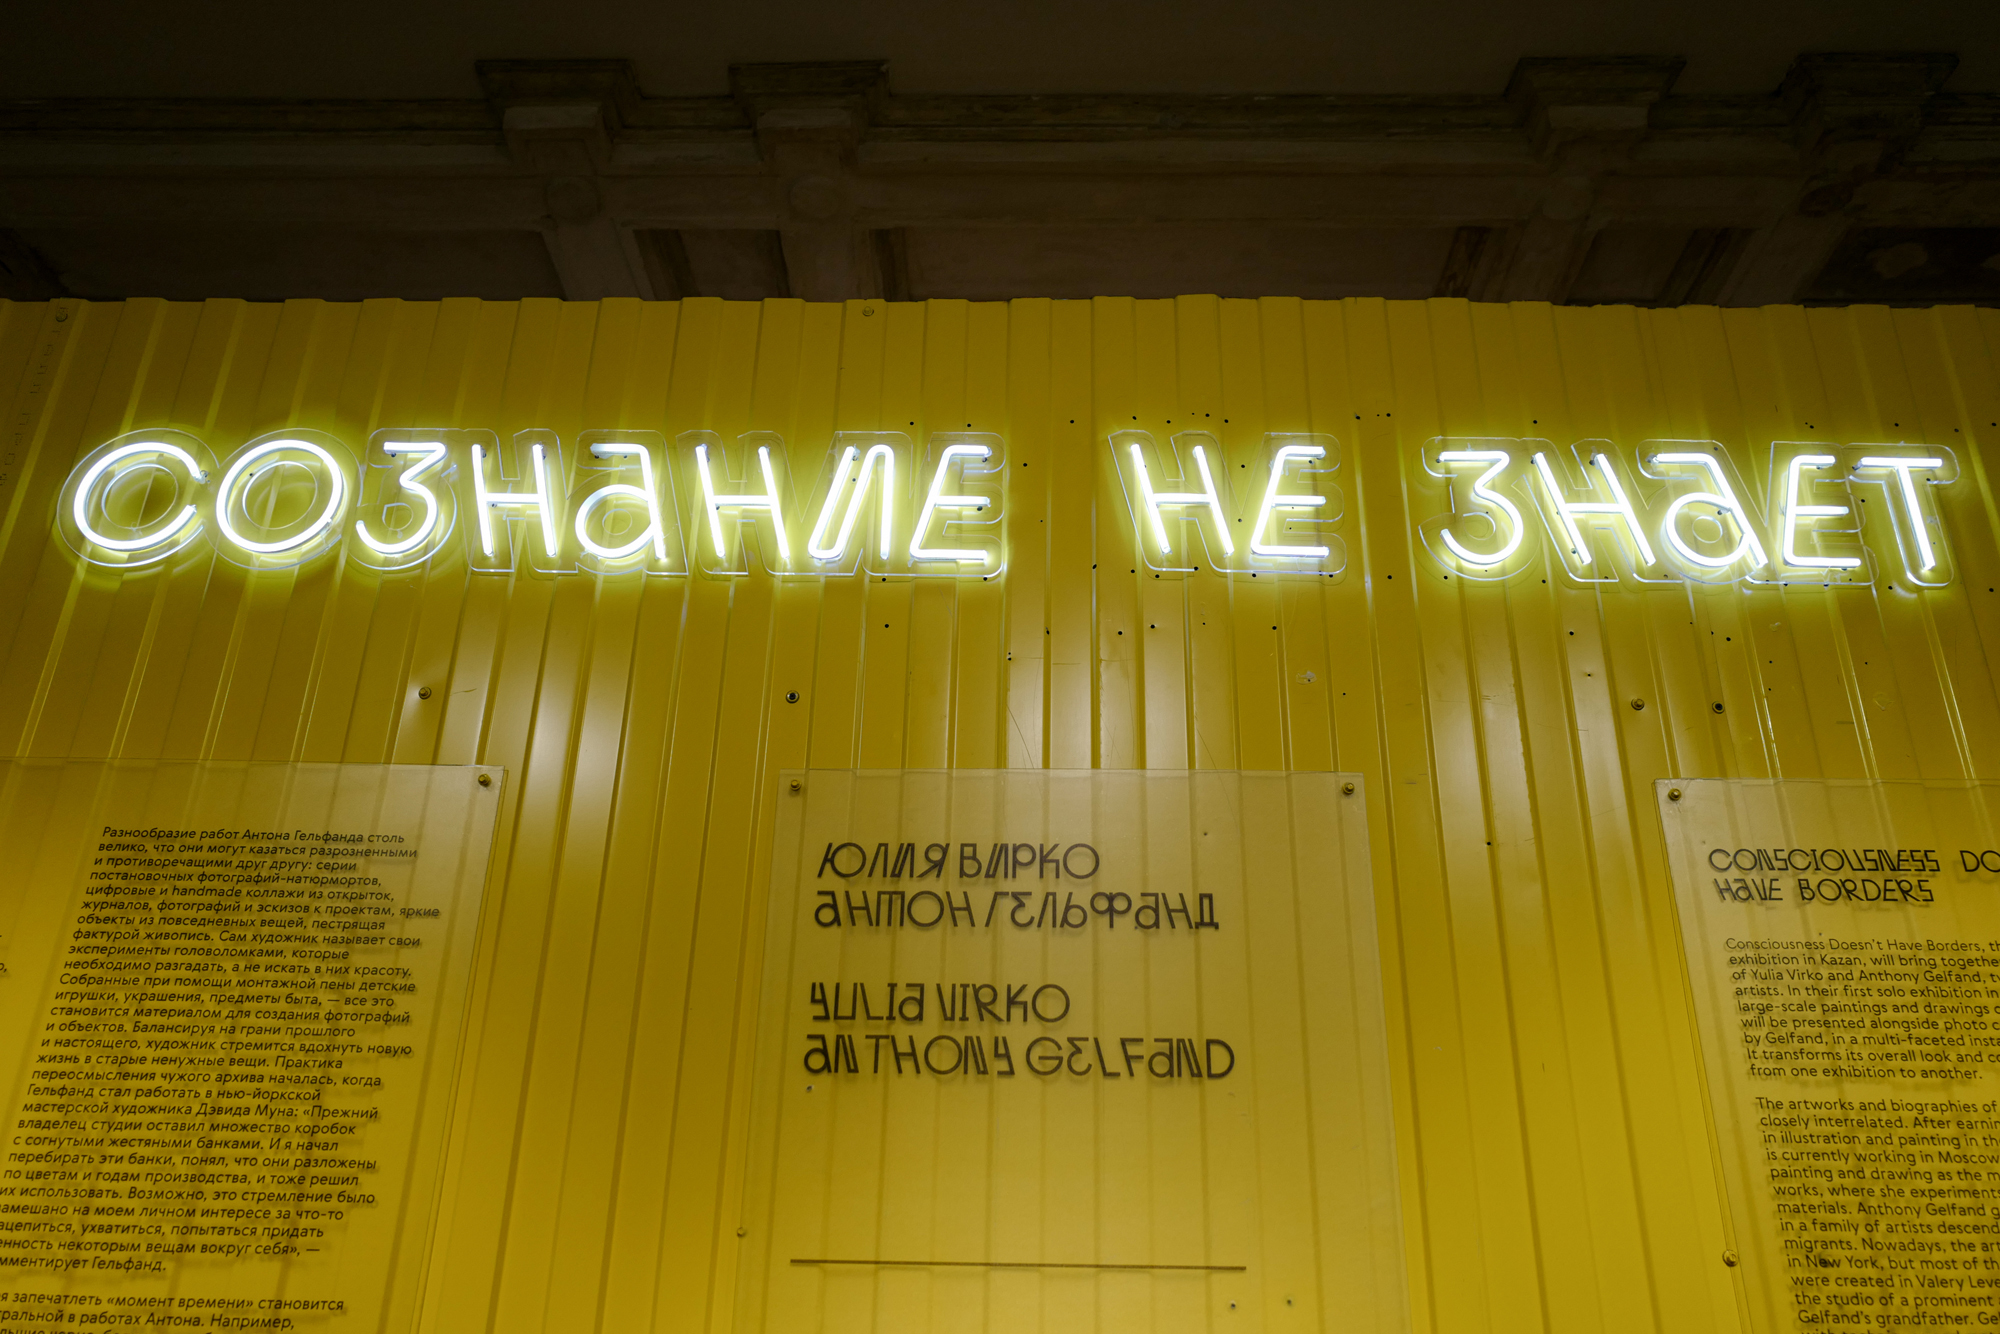 СОЗНАНИЕ НЕ ЗНАЕТ
Разнообразие работ Антона Гельфанда столь
велико, что они могут казаться разрозненными
и противоречащими друг другу: серии
постановочных фотографий-натюрмортов,
цифровые и handmade коллажи из открыток,
журналов, фотографий и эскизов к проектам, яркие
объекты из повседневных вещей, пестрящая
фактурой живопись. Сам художник называет свои
эксперименты головоломками, которые
необходимо разгадать, а не искать в них красоту.
Собранные при помощи монтажной пены детские
игрушки, украшения, предметы быта, — все это
становится материалом для создания фотографий
и объектов. Балансируя на грани прошлого
и настоящего, художник стремится вдохнуть новую
жизнь в старые ненужные вещи. Практика
переосмысления чужого архива началась, когда
Гельфанд стал работать в нью-йоркской
мастерской художника Дэвида Муна: «Прежний
владелец студии оставил множество коробок
с согнутыми жестяными банками. И я начал
перебирать эти банки, понял, что они разложены
по цветам и годам производства, и тоже решил
их использовать. Возможно, это стремление было
на моем личном интересе за что-то
ухватиться, попытаться придать
некоторым вещам вокруг себя», —
Гельфанд.
запечатлеть «момент времени» становится
в работах Антона. Например,
ЮЛИЯ ВИРКО
АНТОН ГЕЛЬФАНД
YULIA VIRKO
ANTHONY GELFAND
CONSCIOUSNESS
HAVE BORDERS
Consciousness Doesn't Have Borders,
exhibition in Kazan, will bring together
of Yulia Virko and Anthony Gelfand,
artists. In their first solo exhibition in
large-scale paintings and drawings
will be presented alongside photo
by Gelfand, in a multi-faceted
It transforms its overall look and
from one exhibition to another.
The artworks and biographies of
closely interrelated. After
in illustration and painting in
is currently working in Moscow
painting and drawing as the
works, where she experiments
materials. Anthony Gelfand
in a family of artists
migrants. Nowadays, the
in New York, but most of
were created in Valery
the studio of a prominent
Gelfand's grandfather.